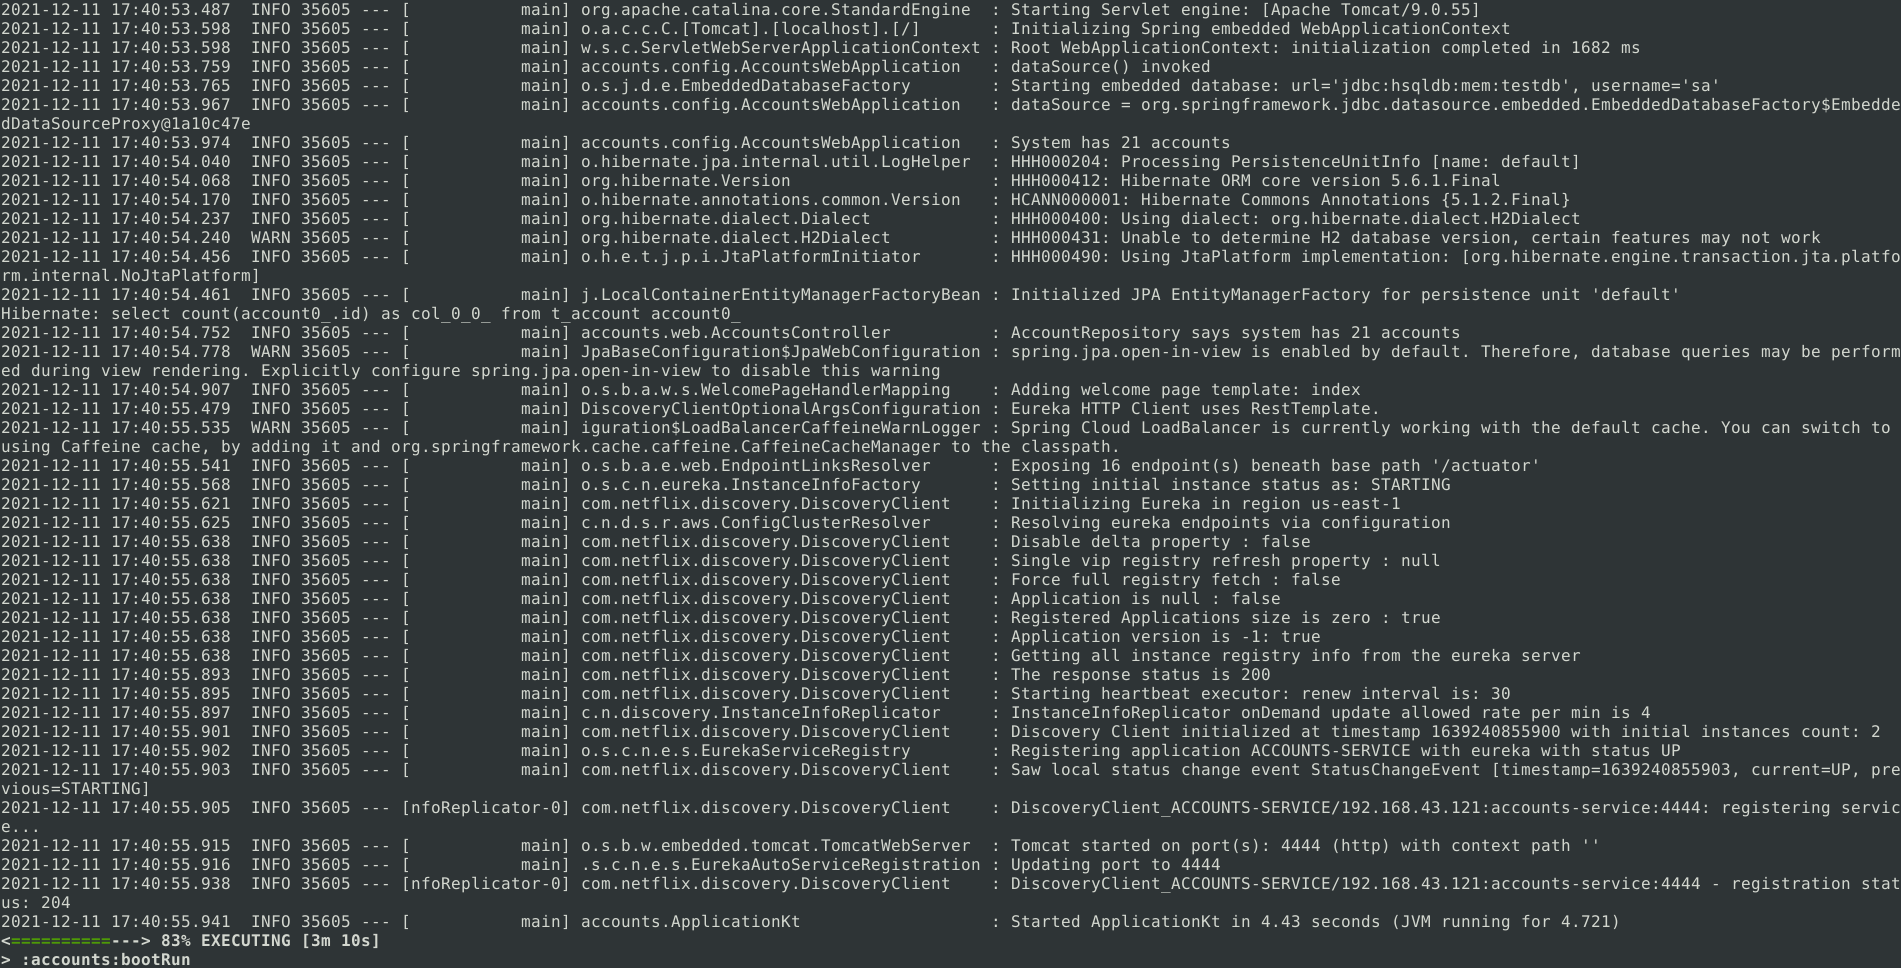 2021-12-11 17:40:53.487  INFO 35605 --- [           main] org.apache.catalina.core.StandardEngine  : Starting Servlet engine: [Apache Tomcat/9.0.55]
2021-12-11 17:40:53.598  INFO 35605 --- [           main] o.a.c.c.C.[Tomcat].[localhost].[/]       : Initializing Spring embedded WebApplicationContext
2021-12-11 17:40:53.598  INFO 35605 --- [           main] w.s.c.ServletWebServerApplicationContext : Root WebApplicationContext: initialization completed in 1682 ms
2021-12-11 17:40:53.759  INFO 35605 --- [           main] accounts.config.AccountsWebApplication   : dataSource() invoked
2021-12-11 17:40:53.765  INFO 35605 --- [           main] o.s.j.d.e.EmbeddedDatabaseFactory        : Starting embedded database: url='jdbc:hsqldb:mem:testdb', username='sa'
2021-12-11 17:40:53.967  INFO 35605 --- [           main] accounts.config.AccountsWebApplication   : dataSource = org.springframework.jdbc.datasource.embedded.EmbeddedDatabaseFactory$Embedde
dDataSourceProxy@1a10c47e
2021-12-11 17:40:53.974  INFO 35605 --- [           main] accounts.config.AccountsWebApplication   : System has 21 accounts
2021-12-11 17:40:54.040  INFO 35605 --- [           main] o.hibernate.jpa.internal.util.LogHelper  : HHH000204: Processing PersistenceUnitInfo [name: default]
2021-12-11 17:40:54.068  INFO 35605 --- [           main] org.hibernate.Version                    : HHH000412: Hibernate ORM core version 5.6.1.Final
2021-12-11 17:40:54.170  INFO 35605 --- [           main] o.hibernate.annotations.common.Version   : HCANN000001: Hibernate Commons Annotations {5.1.2.Final}
2021-12-11 17:40:54.237  INFO 35605 --- [           main] org.hibernate.dialect.Dialect            : HHH000400: Using dialect: org.hibernate.dialect.H2Dialect
2021-12-11 17:40:54.240  WARN 35605 --- [           main] org.hibernate.dialect.H2Dialect          : HHH000431: Unable to determine H2 database version, certain features may not work
2021-12-11 17:40:54.456  INFO 35605 --- [           main] o.h.e.t.j.p.i.JtaPlatformInitiator       : HHH000490: Using JtaPlatform implementation: [org.hibernate.engine.transaction.jta.platfo
rm.internal.NoJtaPlatform]
2021-12-11 17:40:54.461  INFO 35605 --- [           main] j.LocalContainerEntityManagerFactoryBean : Initialized JPA EntityManagerFactory for persistence unit 'default'
Hibernate: select count(account0_.id) as col_0_0_ from t_account account0_
2021-12-11 17:40:54.752  INFO 35605 --- [           main] accounts.web.AccountsController          : AccountRepository says system has 21 accounts
2021-12-11 17:40:54.778  WARN 35605 --- [           main] JpaBaseConfiguration$JpaWebConfiguration : spring.jpa.open-in-view is enabled by default. Therefore, database queries may be perform
ed during view rendering. Explicitly configure spring.jpa.open-in-view to disable this warning
2021-12-11 17:40:54.907  INFO 35605 --- [           main] o.s.b.a.w.s.WelcomePageHandlerMapping    : Adding welcome page template: index
2021-12-11 17:40:55.479  INFO 35605 --- [           main] DiscoveryClientOptionalArgsConfiguration : Eureka HTTP Client uses RestTemplate.
2021-12-11 17:40:55.535  WARN 35605 --- [           main] iguration$LoadBalancerCaffeineWarnLogger : Spring Cloud LoadBalancer is currently working with the default cache. You can switch to
using Caffeine cache, by adding it and org.springframework.cache.caffeine.CaffeineCacheManager to the classpath.
2021-12-11 17:40:55.541  INFO 35605 --- [           main] o.s.b.a.e.web.EndpointLinksResolver      : Exposing 16 endpoint(s) beneath base path '/actuator'
2021-12-11 17:40:55.568  INFO 35605 --- [           main] o.s.c.n.eureka.InstanceInfoFactory       : Setting initial instance status as: STARTING
2021-12-11 17:40:55.621  INFO 35605 --- [           main] com.netflix.discovery.DiscoveryClient    : Initializing Eureka in region us-east-1
2021-12-11 17:40:55.625  INFO 35605 --- [           main] c.n.d.s.r.aws.ConfigClusterResolver      : Resolving eureka endpoints via configuration
2021-12-11 17:40:55.638  INFO 35605 --- [           main] com.netflix.discovery.DiscoveryClient    : Disable delta property : false
2021-12-11 17:40:55.638  INFO 35605 --- [           main] com.netflix.discovery.DiscoveryClient    : Single vip registry refresh property : null
2021-12-11 17:40:55.638  INFO 35605 --- [           main] com.netflix.discovery.DiscoveryClient    : Force full registry fetch : false
2021-12-11 17:40:55.638  INFO 35605 --- [           main] com.netflix.discovery.DiscoveryClient    : Application is null : false
2021-12-11 17:40:55.638  INFO 35605 --- [           main] com.netflix.discovery.DiscoveryClient    : Registered Applications size is zero : true
2021-12-11 17:40:55.638  INFO 35605 --- [           main] com.netflix.discovery.DiscoveryClient    : Application version is -1: true
2021-12-11 17:40:55.638  INFO 35605 --- [           main] com.netflix.discovery.DiscoveryClient    : Getting all instance registry info from the eureka server
2021-12-11 17:40:55.893  INFO 35605 --- [           main] com.netflix.discovery.DiscoveryClient    : The response status is 200
2021-12-11 17:40:55.895  INFO 35605 --- [           main] com.netflix.discovery.DiscoveryClient    : Starting heartbeat executor: renew interval is: 30
2021-12-11 17:40:55.897  INFO 35605 --- [           main] c.n.discovery.InstanceInfoReplicator     : InstanceInfoReplicator onDemand update allowed rate per min is 4
2021-12-11 17:40:55.901  INFO 35605 --- [           main] com.netflix.discovery.DiscoveryClient    : Discovery Client initialized at timestamp 1639240855900 with initial instances count: 2
2021-12-11 17:40:55.902  INFO 35605 --- [           main] o.s.c.n.e.s.EurekaServiceRegistry        : Registering application ACCOUNTS-SERVICE with eureka with status UP
2021-12-11 17:40:55.903  INFO 35605 --- [           main] com.netflix.discovery.DiscoveryClient    : Saw local status change event StatusChangeEvent [timestamp=1639240855903, current=UP, pre
vious=STARTING]
2021-12-11 17:40:55.905  INFO 35605 --- [nfoReplicator-0] com.netflix.discovery.DiscoveryClient    : DiscoveryClient_ACCOUNTS-SERVICE/192.168.43.121:accounts-service:4444: registering servic
e...
2021-12-11 17:40:55.915  INFO 35605 --- [           main] o.s.b.w.embedded.tomcat.TomcatWebServer  : Tomcat started on port(s): 4444 (http) with context path ''
2021-12-11 17:40:55.916  INFO 35605 --- [           main] .s.c.n.e.s.EurekaAutoServiceRegistration : Updating port to 4444
2021-12-11 17:40:55.938  INFO 35605 --- [nfoReplicator-0] com.netflix.discovery.DiscoveryClient    : DiscoveryClient_ACCOUNTS-SERVICE/192.168.43.121:accounts-service:4444 - registration stat
us: 204
2021-12-11 17:40:55.941  INFO 35605 --- [           main] accounts.ApplicationKt                   : Started ApplicationKt in 4.43 seconds (JVM running for 4.721)
<==========---> 83% EXECUTING [3m 10s]
> :accounts:bootRun